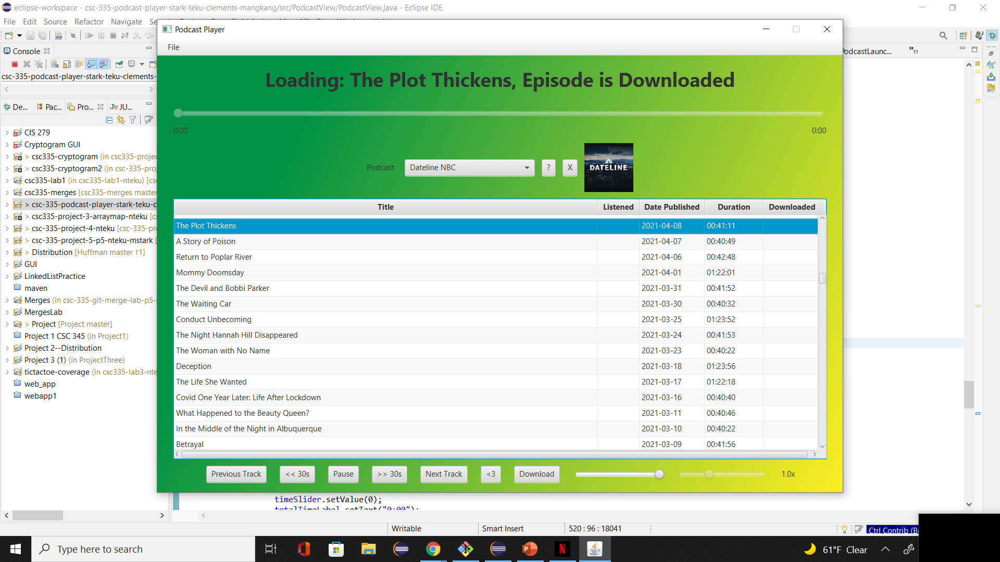 eclipse-workspace - csc-335-podcast-player-stark-teku-clements-mangkang/src/PodcastView/PodcastView.java - Eclipse IDE
File Edit Source Refactor Navigate
Podcast Player
File
Console
csc-335-podcast-player-stark-teku-clements-
PodcastLaunc...
»11
De... Pac... Pro... JU...
CIS 279
Cryptogram GUI
> csc335-cryptogram (in csc335-projec
> csc335-cryptogram2 (in csc-335-pro
csc335-lab1 (in csc335-lab1-nteku) [cs
csc335-merges [csc335-merges master
> csc-335-podcast-player-stark-teku-c
> csc335-project-3-arraymap-nteku [c
> csc-335-project-4-nteku [csc-335-pr
> csc-335-project-5-p5-nteku-mstark [
> Distribution [Huffman master ↑1]
GUI
LinkedListPractice
maven
Merges (in csc-335-git-merge-lab-p5-
MergesLab
> Project [Project master]
Project 1 CSC 345 (in Project1)
Project 2--Distribution
Project 3 (1) (in ProjectThree)
tictactoe-coverage (in csc335-lab3-nte
web_app
webapp1
Loading: The Plot Thickens, Episode is Downloaded
0:00 0:00
Podcast: Dateline NBC ? X
DATELINE
Title Listened Date Published Duration Downloaded
The Plot Thickens 2021-04-08 00:41:11
A Story of Poison 2021-04-07 00:40:49
Return to Poplar River 2021-04-06 00:42:48
Mommy Doomsday 2021-04-01 01:22:01
The Devil and Bobbi Parker 2021-03-31 00:41:52
The Waiting Car 2021-03-30 00:40:32
Conduct Unbecoming 2021-03-25 01:23:52
The Night Hannah Hill Disappeared 2021-03-24 00:41:53
The Woman with No Name 2021-03-23 00:40:22
Deception 2021-03-18 01:23:56
The Life She Wanted 2021-03-17 01:22:18
Covid One Year Later: Life After Lockdown 2021-03-16 00:40:40
What Happened to the Beauty Queen? 2021-03-11 00:40:46
In the Middle of the Night in Albuquerque 2021-03-10 00:40:22
Betrayal 2021-03-09 00:41:56
Previous Track << 30s Pause >> 30s Next Track <3 Download 1.0x
timeSlider.setValue(0);
totalTimeLabel.setText("0:00");
Writable Smart Insert 520 : 96 : 18041
Ctrl Contrib (B
Type here to search
61°F Clear